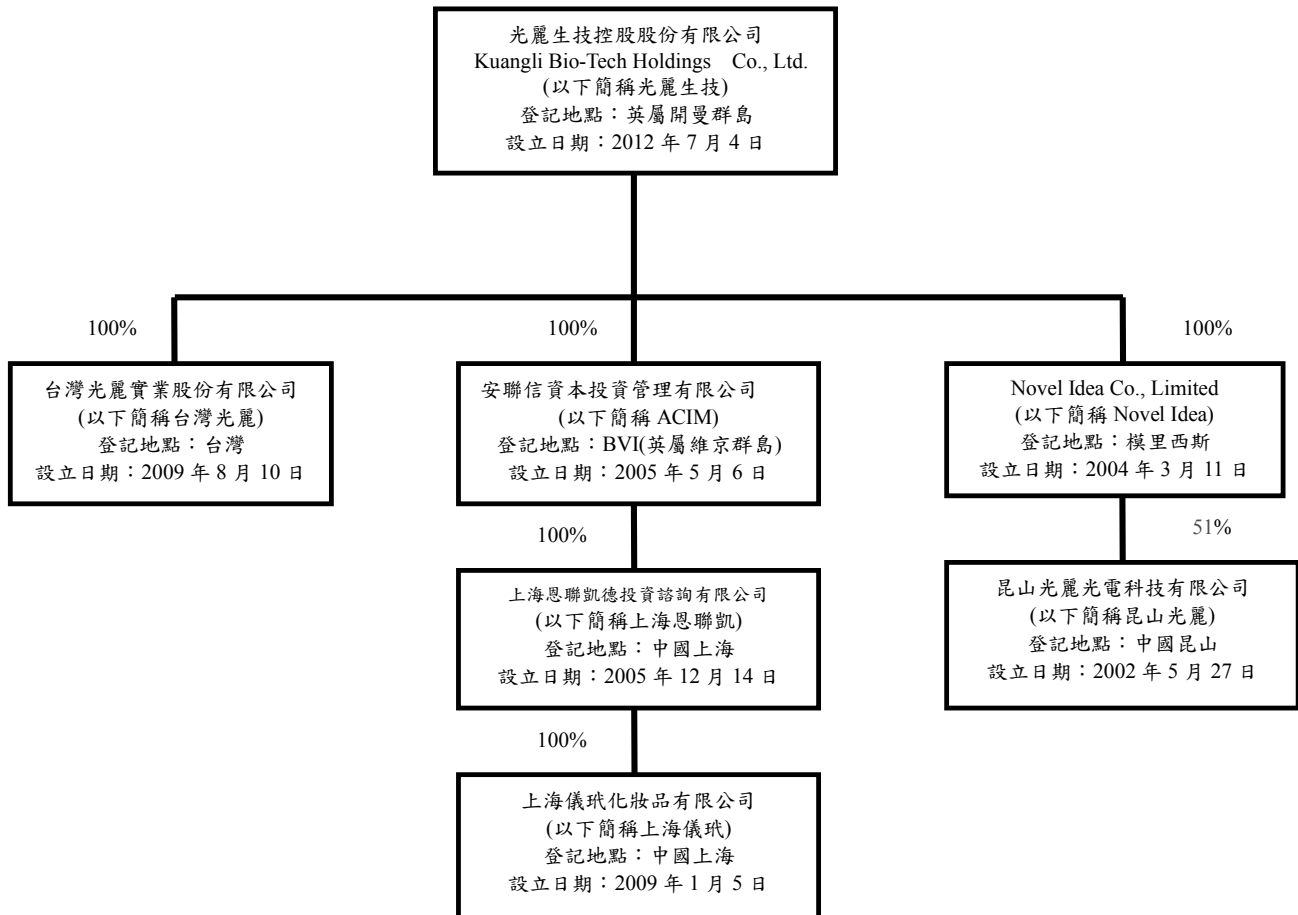 光麗生技控股股份有限公司
Kuangli Bio-Tech Holdings Co., Ltd.
(以下簡稱光麗生技)
登記地點：英屬開曼群島
設立日期：2012 年 7 月 4 日
100%
100%
100%
台灣光麗實業股份有限公司
(以下簡稱台灣光麗)
登記地點：台灣
設立日期：2009 年 8 月 10 日
安聯信資本投資管理有限公司
(以下簡稱 ACIM)
登記地點：BVI(英屬維京群島)
設立日期：2005 年 5 月 6 日
Novel Idea Co., Limited
(以下簡稱 Novel Idea)
登記地點：模里西斯
設立日期：2004 年 3 月 11 日
100%
51%
上海恩聯凱德投資諮詢有限公司
(以下簡稱上海恩聯凱)
登記地點：中國上海
設立日期：2005 年 12 月 14 日
昆山光麗光電科技有限公司
(以下簡稱昆山光麗)
登記地點：中國昆山
設立日期：2002 年 5 月 27 日
100%
上海儀玳化妝品有限公司
(以下簡稱上海儀玳)
登記地點：中國上海
設立日期：2009 年 1 月 5 日